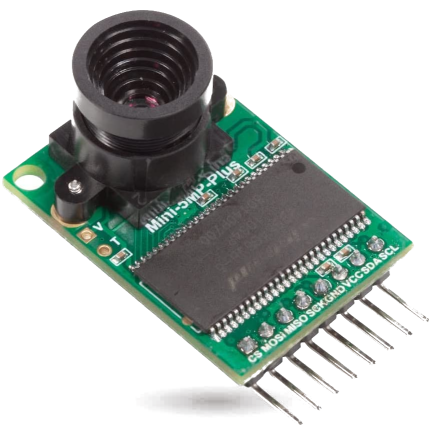 Mini-5MP-Plus
V
T
CS MOSI MISO SCK GND VCC SDA SCL